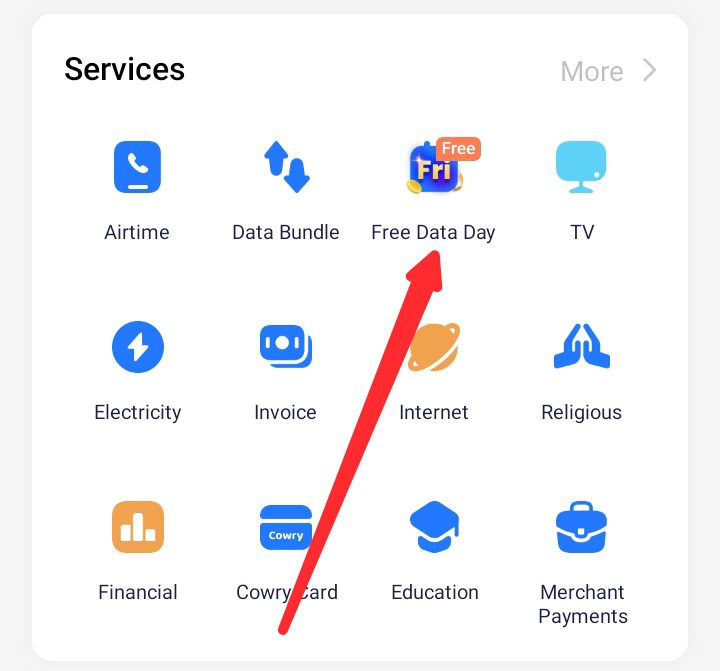 Services
More
Free
Fri
Airtime
Data Bundle
Free Data Day
TV
Electricity
Invoice
Internet
Religious
Cowry
Financial
Cowry Card
Education
Merchant
Payments